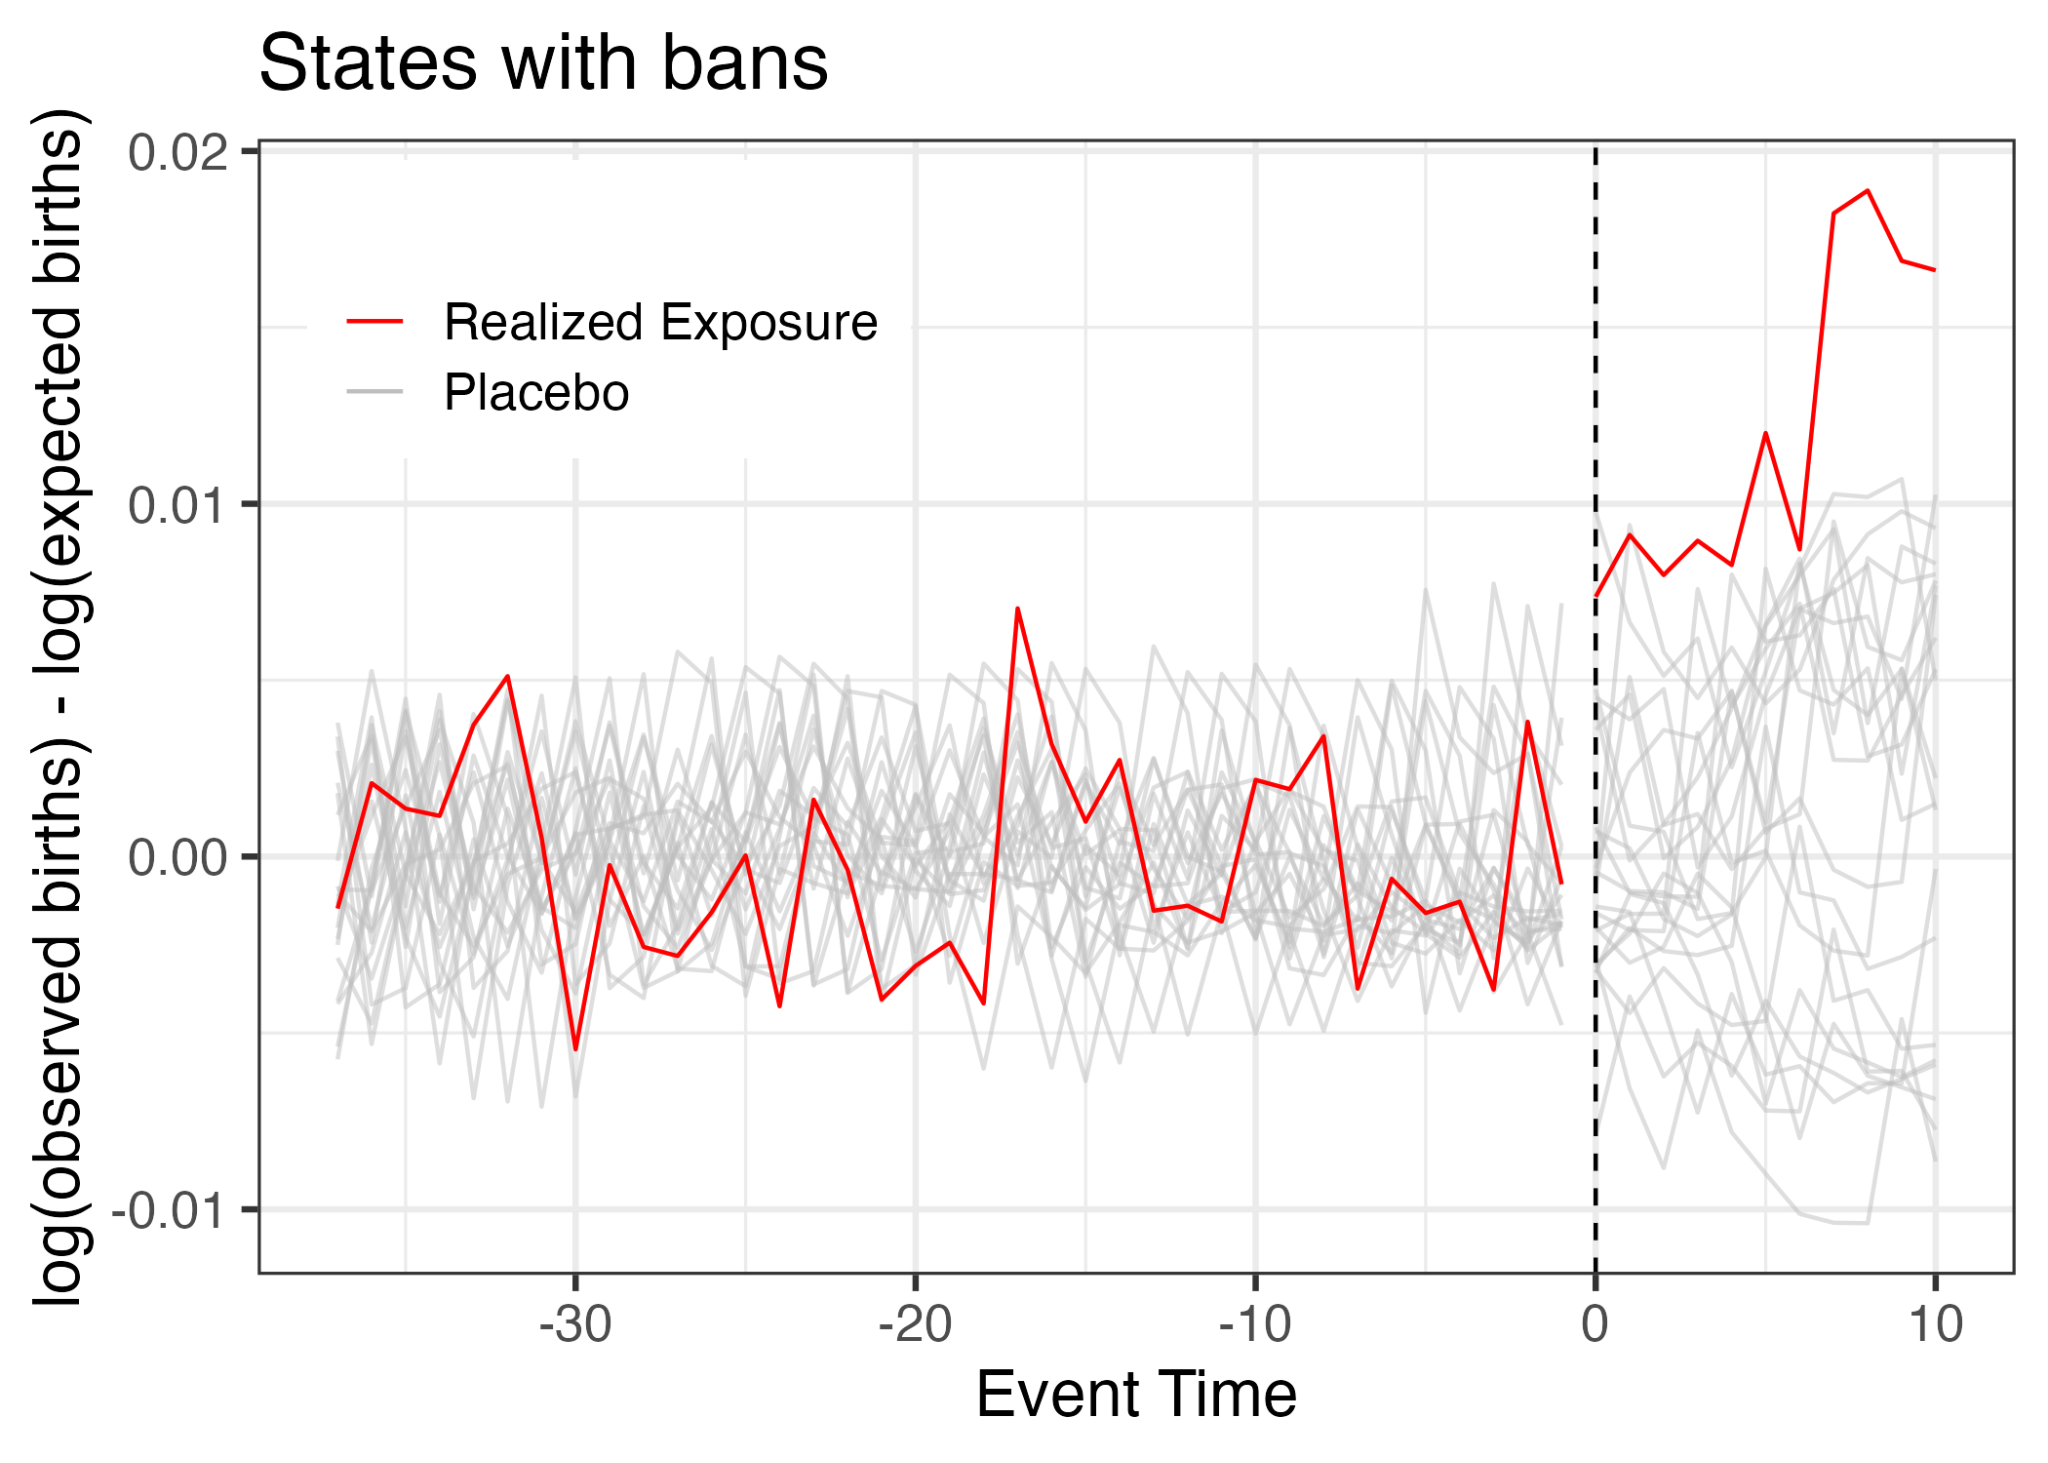 States with bans
log(observed births) - log(expected births)
0.02
0.01
0.00
-0.01
Realized Exposure
Placebo
-30 -20 -10 0 10
Event Time